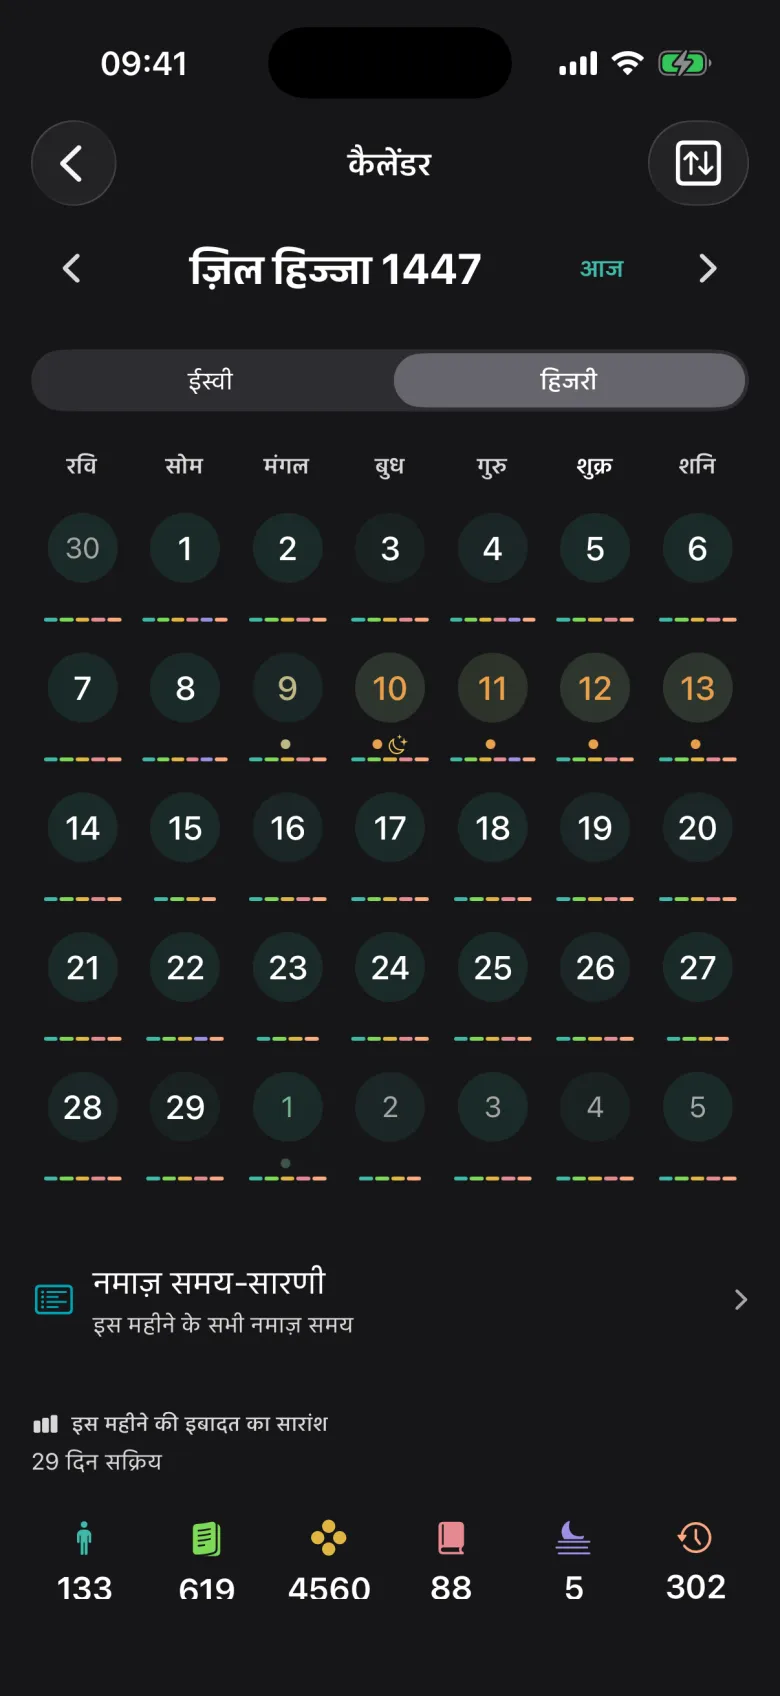 09:41
कैलेंडर
ज़िल हिज्जा 1447 आज
ईस्वी हिजरी
रवि सोम मंगल बुध गुरु शुक्र शनि
30 1 2 3 4 5 6
7 8 9 10 11 12 13
14 15 16 17 18 19 20
21 22 23 24 25 26 27
28 29 1 2 3 4 5
नमाज़ समय-सारणी
इस महीने के सभी नमाज़ समय
इस महीने की इबादत का सारांश
29 दिन सक्रिय
133 619 4560 88 5 302